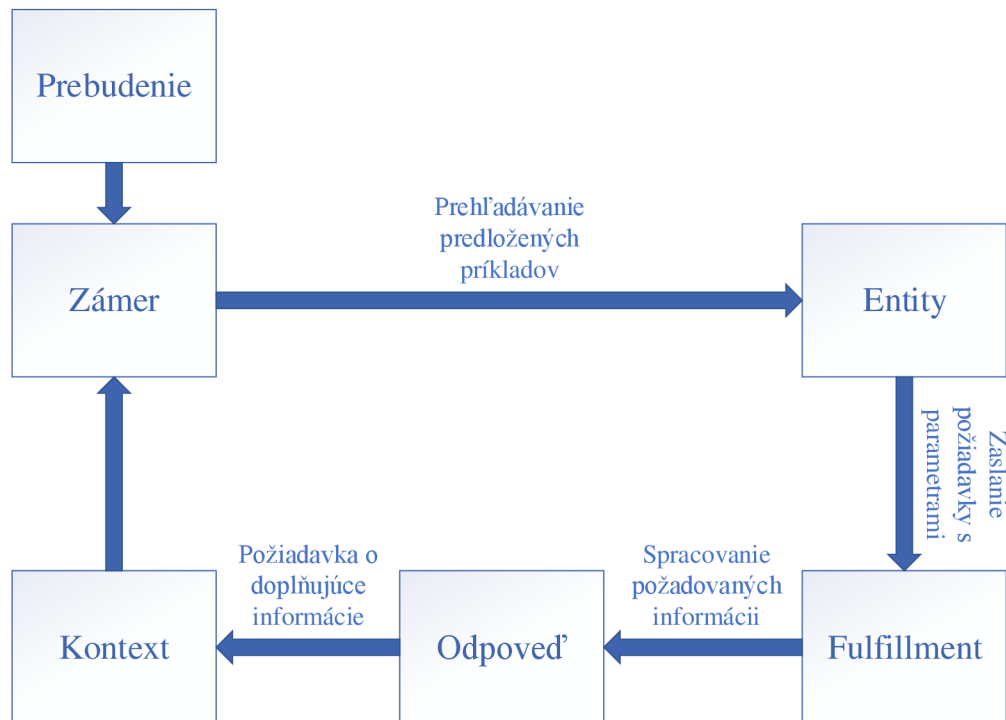 Prebudenie
Prehľadávanie
predložených
príkladov
Zámer
Entity
Zaslanie
požiadavky s
parametrami
Požiadavka o
doplňujúce
informácie
Spracovanie
požadovaných
informácii
Kontext
Odpoveď
Fulfillment